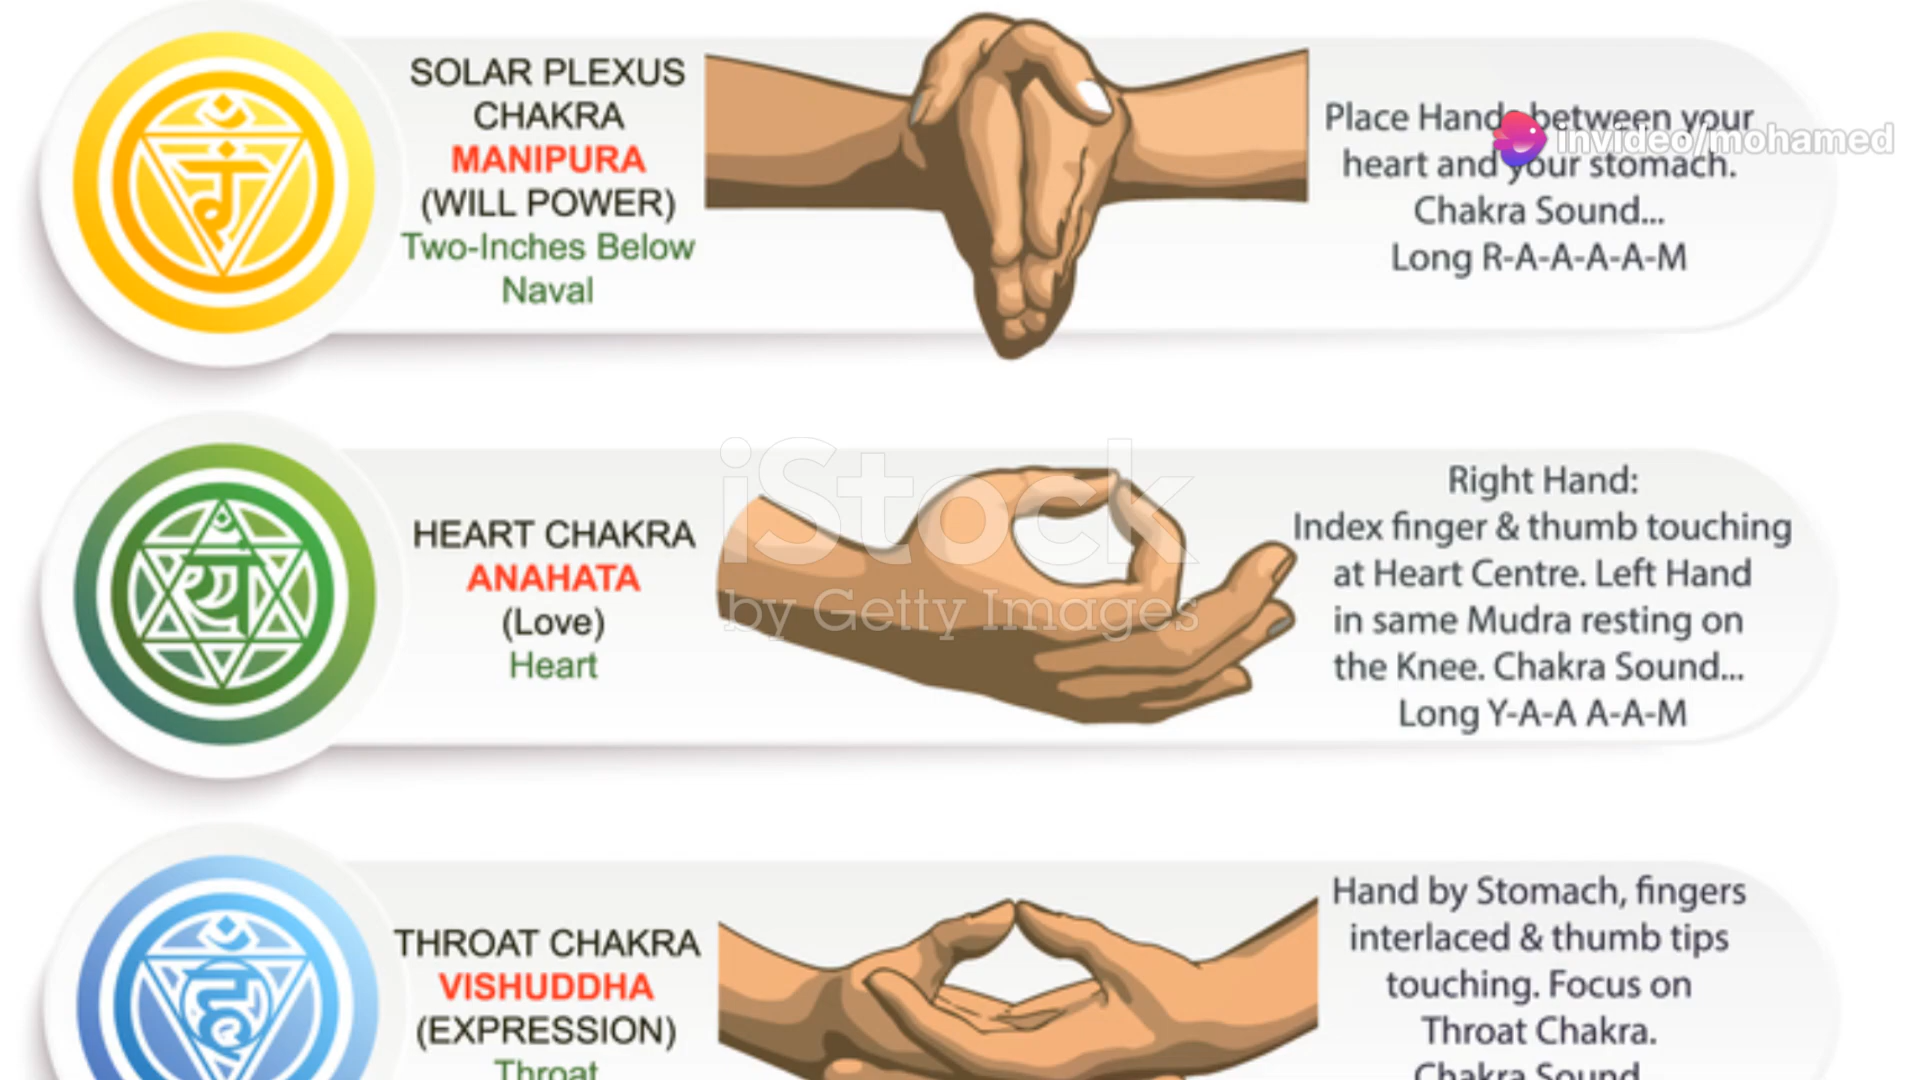 SOLAR PLEXUS
CHAKRA
MANIPURA
(WILL POWER)
Two-Inches Below
Naval
Place Hands between your
heart and your stomach.
Chakra Sound...
Long R-A-A-A-A-M
invideo/mohamed
HEART CHAKRA
ANAHATA
(Love)
Heart
iStock
by Getty Images
Right Hand:
Index finger & thumb touching
at Heart Centre. Left Hand
in same Mudra resting on
the Knee. Chakra Sound...
Long Y-A-A A-A-M
THROAT CHAKRA
VISHUDDHA
(EXPRESSION)
Throat
Hand by Stomach, fingers
interlaced & thumb tips
touching. Focus on
Throat Chakra.
Chakra Sound...